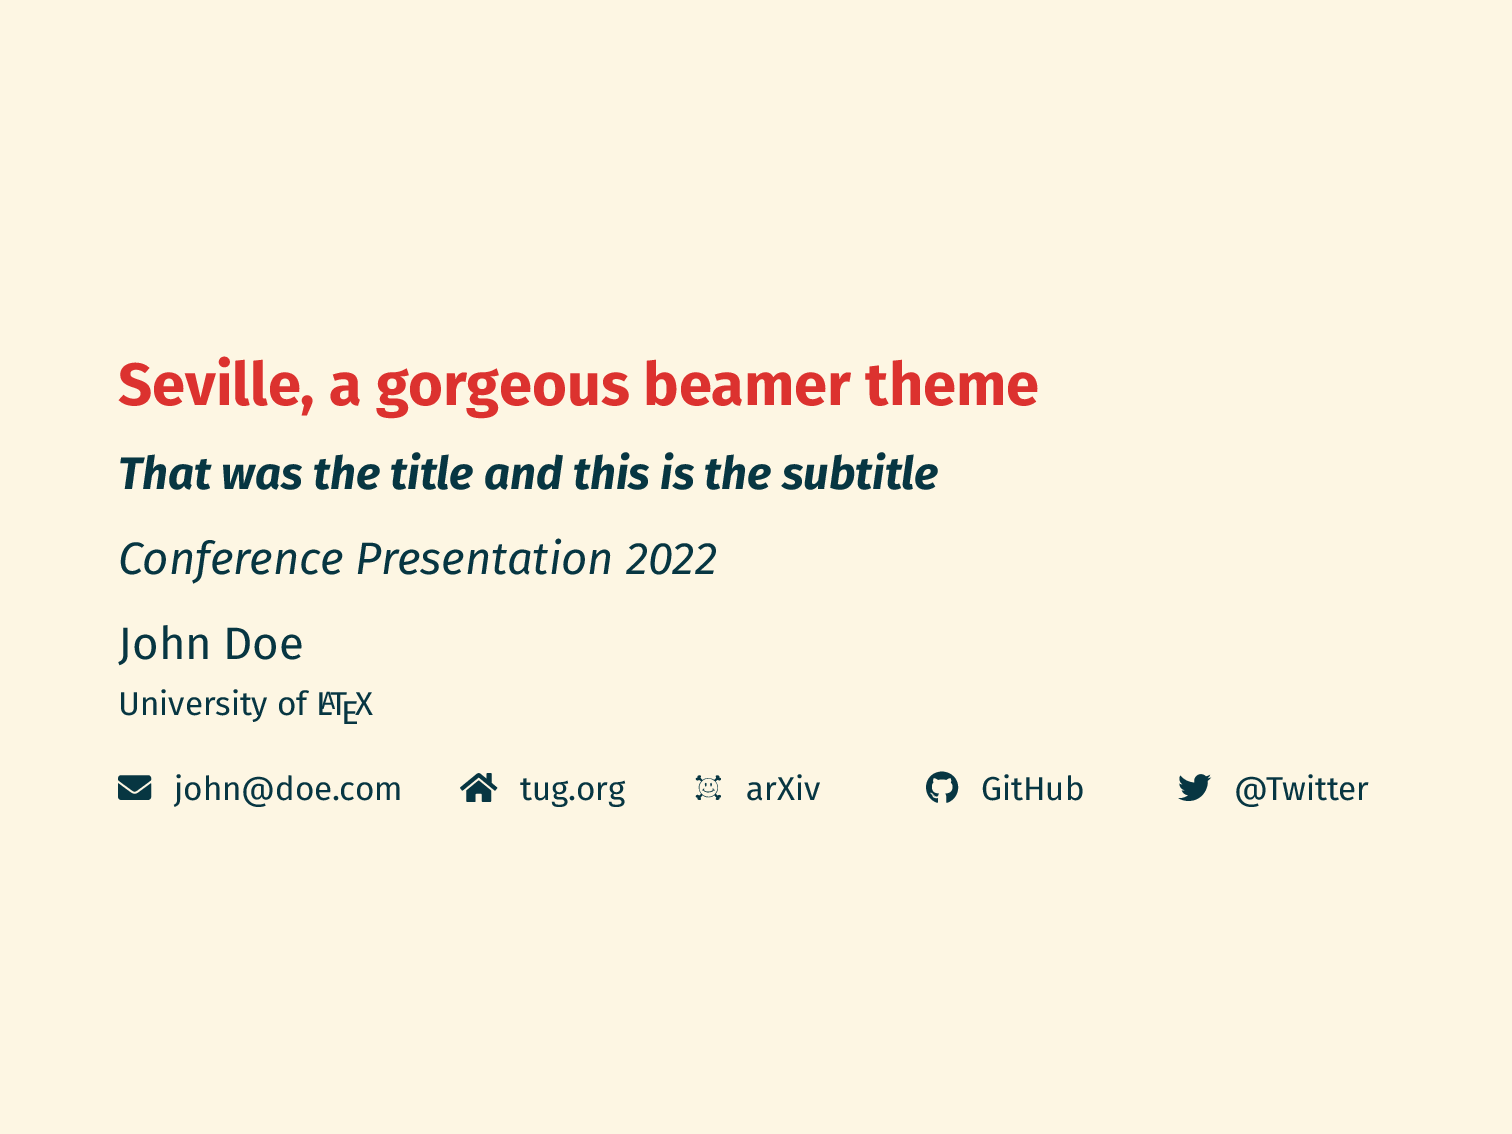 Seville, a gorgeous beamer theme
That was the title and this is the subtitle
Conference Presentation 2022
John Doe
University of LATEX
john@doe.com tug.org arXiv GitHub @Twitter